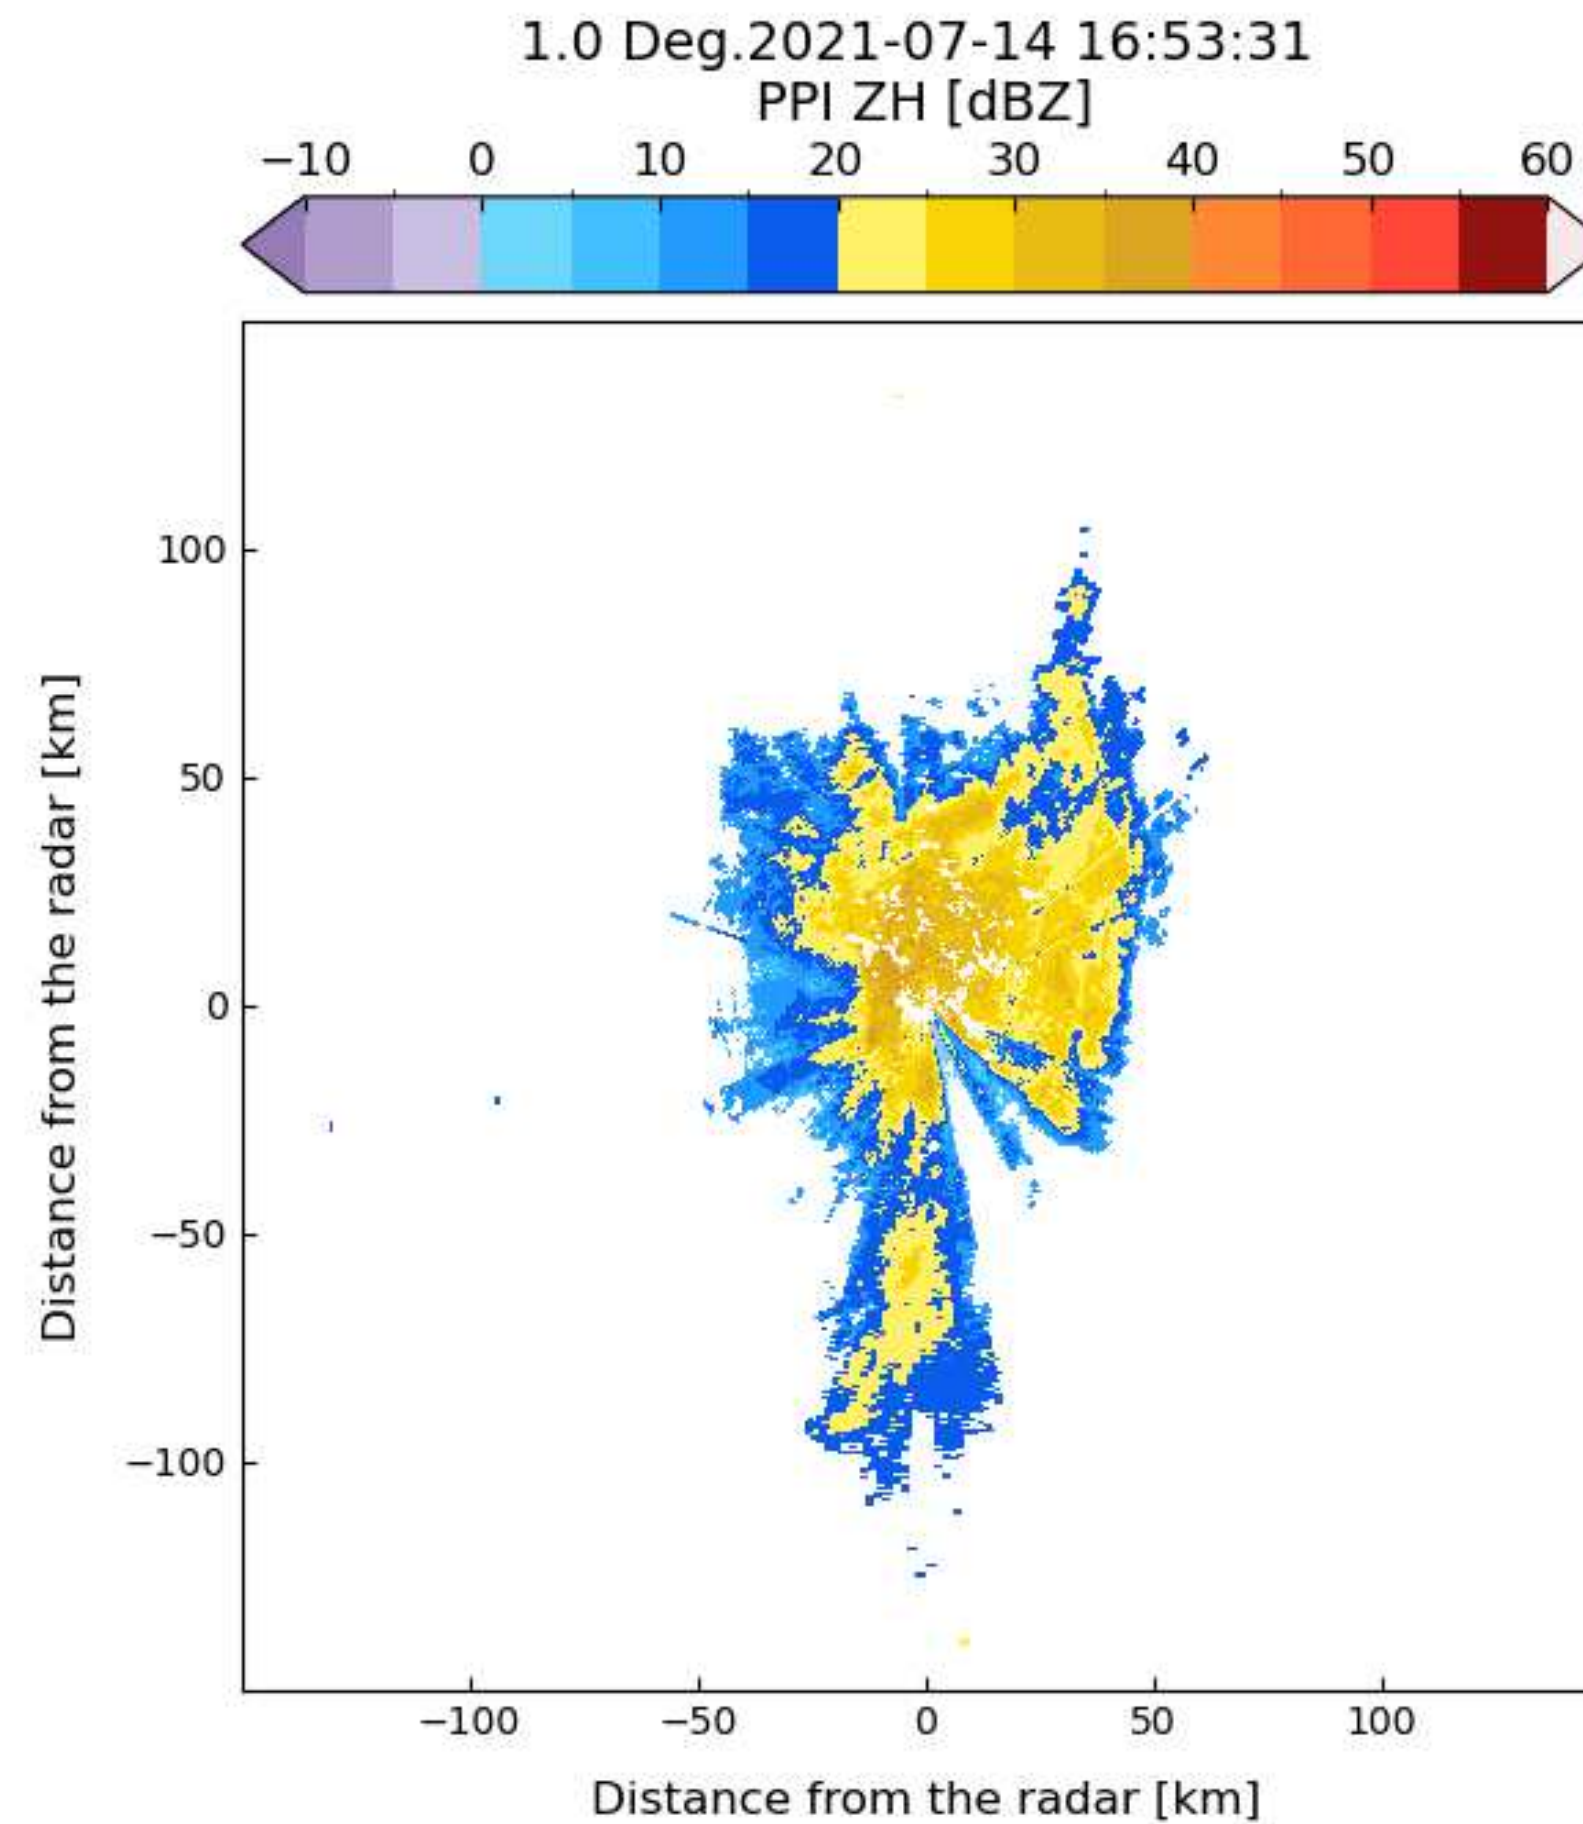 1.0 Deg.2021-07-14 16:53:31
PPI ZH [dBZ]
−10 0 10 20 30 40 50 60
Distance from the radar [km]
100
50
0
−50
−100
−100 −50 0 50 100
Distance from the radar [km]